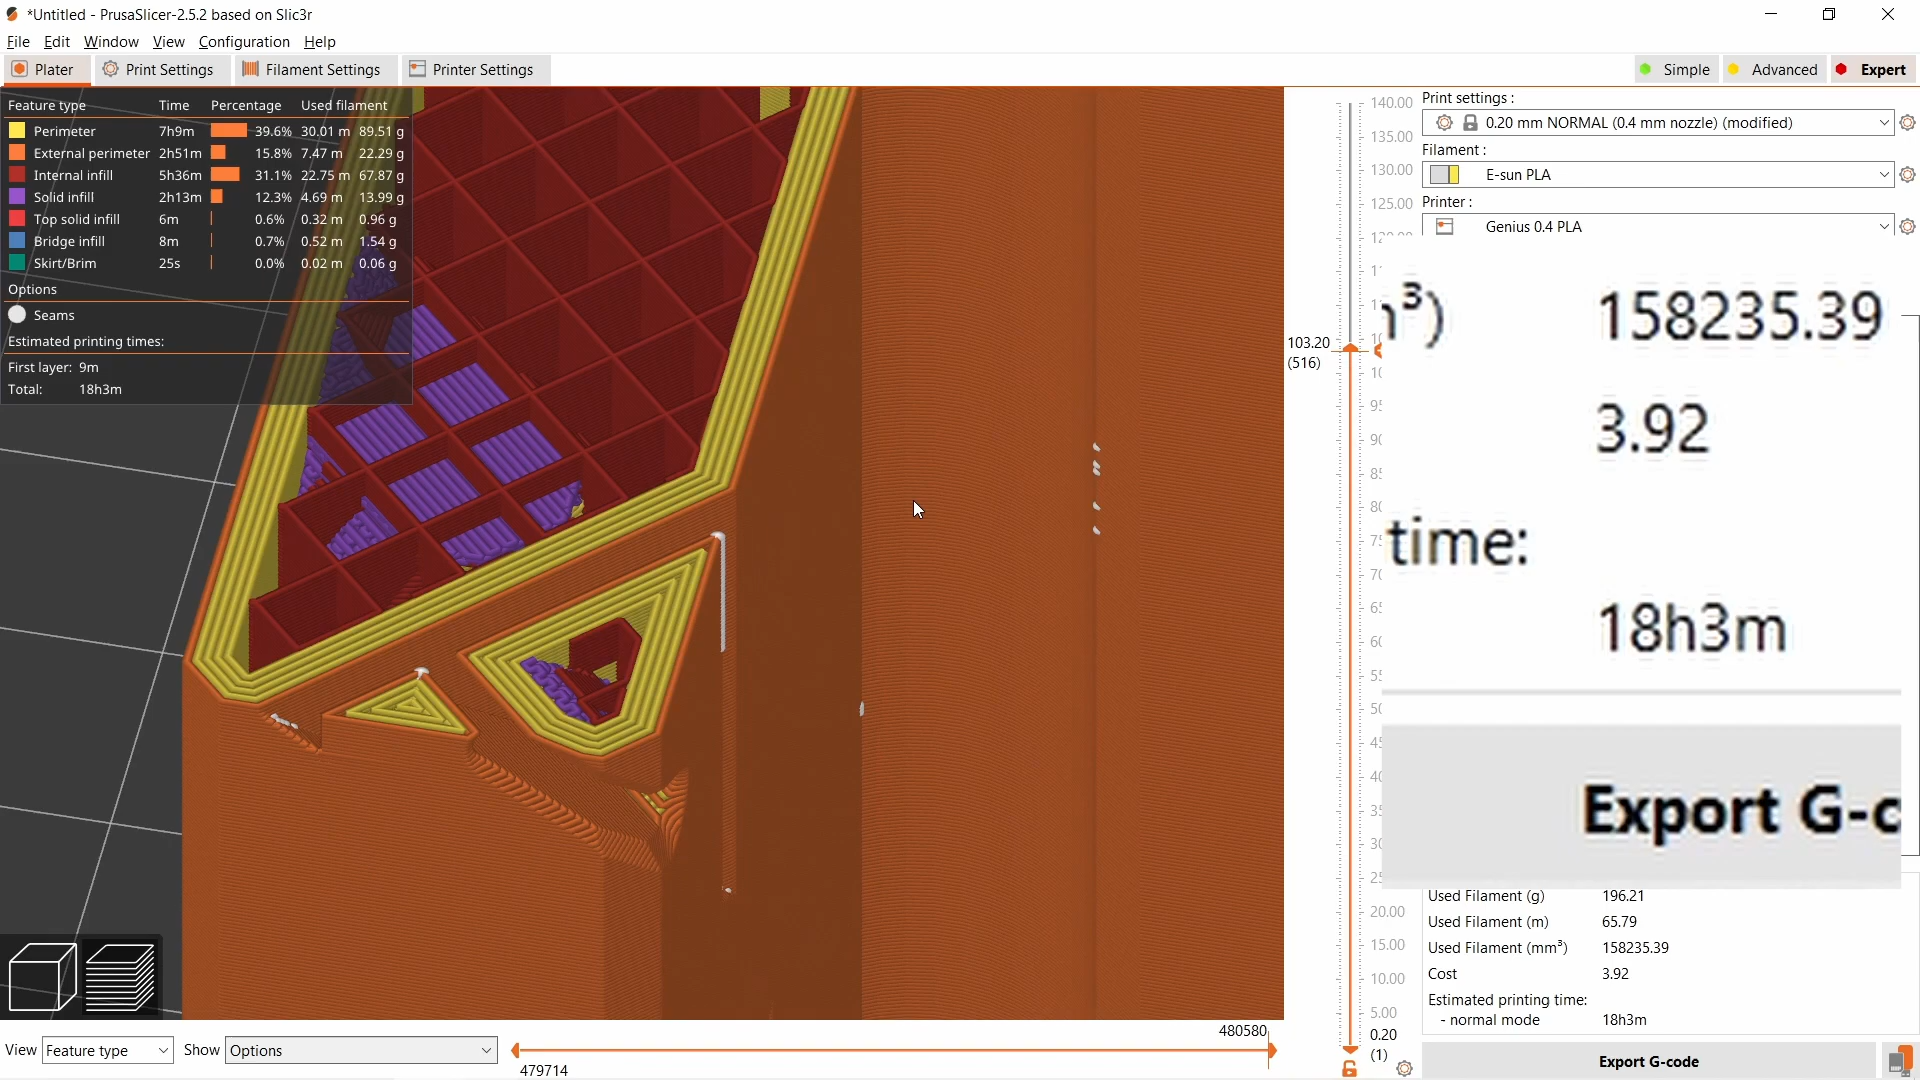 *Untitled - PrusaSlicer-2.5.2 based on Slic3r
File Edit Window View Configuration Help
Plater Print Settings Filament Settings Printer Settings Simple Advanced Expert
Feature type Time Percentage Used filament
Perimeter 7h9m 39.6% 30.01 m 89.51 g
External perimeter 2h51m 15.8% 7.47 m 22.29 g
Internal infill 5h36m 31.1% 22.75 m 67.87 g
Solid infill 2h13m 12.3% 4.69 m 13.99 g
Top solid infill 6m 0.6% 0.32 m 0.96 g
Bridge infill 8m 0.7% 0.52 m 1.54 g
Skirt/Brim 25s 0.0% 0.02 m 0.06 g
Options
Seams
Estimated printing times:
First layer: 9m
Total: 18h3m
140.00
135.00
130.00
125.00
103.20
(516)
20.00
15.00
10.00
5.00
0.20
(1)
Print settings :
0.20 mm NORMAL (0.4 mm nozzle) (modified)
Filament :
E-sun PLA
Printer :
Genius 0.4 PLA
³) 158235.39
3.92
time:
18h3m
Export G-c
Used Filament (g) 196.21
Used Filament (m) 65.79
Used Filament (mm³) 158235.39
Cost 3.92
Estimated printing time:
- normal mode 18h3m
Export G-code
View Feature type Show Options
480580
479714